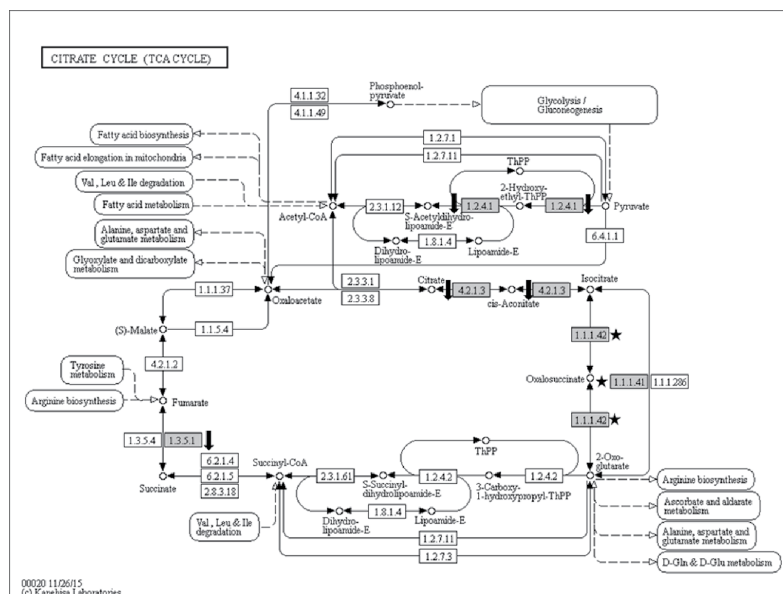 CITRATE CYCLE (TCA CYCLE)
Phosphoenol-
pyruvate
4.1.1.32
4.1.1.49
Glycolysis /
Gluconeogenesis
Fatty acid biosynthesis
Fatty acid elongation in mitochondria
Val , Leu & Ile degradation
Fatty acid metabolism
1.2.7.1
1.2.7.11
ThPP
2-Hydroxy-
ethyl-ThPP
Acetyl-CoA
2.3.1.12
S-Acetyldihydro-
lipoamide-E
1.2.4.1
1.2.4.1
Pyruvate
6.4.1.1
1.8.1.4
Dihydro-
lipoamide-E
Lipoamide-E
Alanine, aspartate and
glutamate metabolism
Glyoxylate and dicarboxylate
metabolism
1.1.1.37
Oxaloacetate
2.3.3.1
2.3.3.8
Citrate
4.2.1.3
cis-Aconitate
4.2.1.3
Isocitrate
(S)-Malate
1.1.5.4
1.1.1.42
4.2.1.2
Tyrosine
metabolism
Oxalosuccinate
1.1.1.41
1.1.1.286
Arginine biosynthesis
Fumarate
1.1.1.42
1.3.5.4
1.3.5.1
ThPP
6.2.1.4
6.2.1.5
2.8.3.18
Succinyl-CoA
2.3.1.61
S-Succinyl-
dihydrolipoamide-E
1.2.4.2
3-Carboxy-
1-hydroxypropyl-ThPP
1.2.4.2
2-Oxo-
glutarate
Succinate
Val , Leu & Ile
degradation
Dihydro-
lipoamide-E
1.8.1.4
Lipoamide-E
1.2.7.11
1.2.7.3
Arginine biosynthesis
Ascorbate and aldarate
metabolism
Alanine, aspartate and
glutamate metabolism
D-Gln & D-Glu metabolism
00020 11/26/15
(c) Kanehisa Laboratories